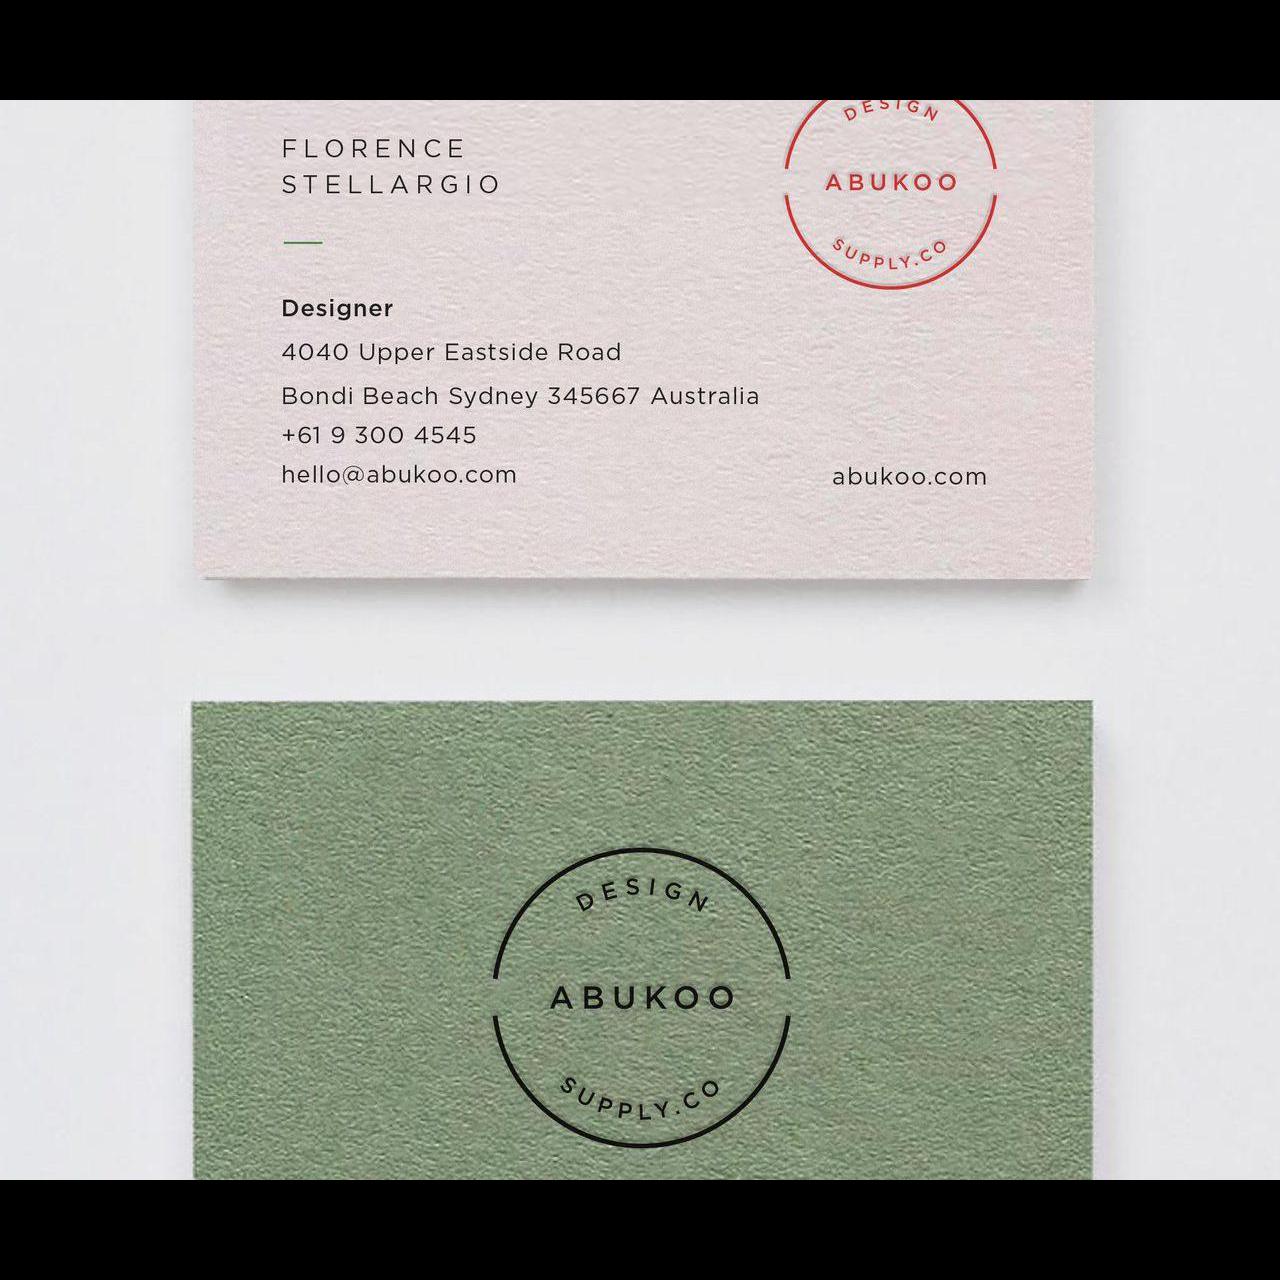 FLORENCE
STELLARGIO
Designer
4040 Upper Eastside Road
Bondi Beach Sydney 345667 Australia
+61 9 300 4545
hello@abukoo.com
DESIGN
ABUKOO
SUPPLY.CO
abukoo.com
DESIGN
ABUKOO
SUPPLY.CO